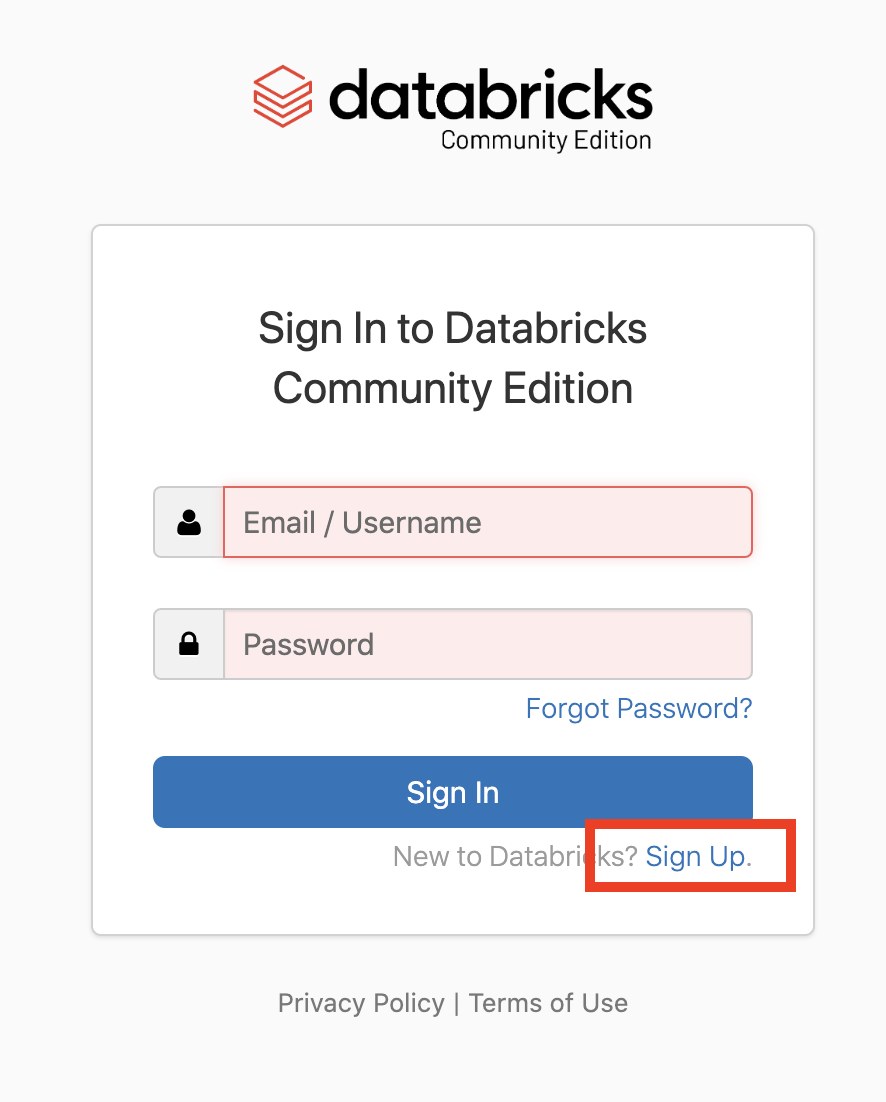 databricks
Community Edition
Sign In to Databricks
Community Edition
Email / Username
Password
Forgot Password?
Sign In
New to Databricks? Sign Up.
Privacy Policy | Terms of Use